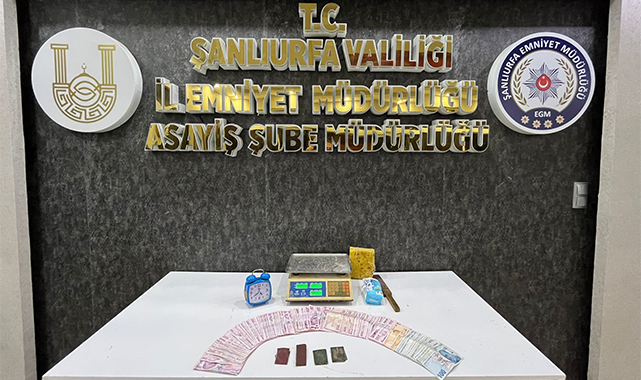 T.C.
ŞANLIURFA VALİLİĞİ
İL EMNİYET MÜDÜRLÜĞÜ
ASAYİŞ ŞUBE MÜDÜRLÜĞÜ
ŞANLIURFA EMNİYET MÜDÜRLÜĞÜ
EGM